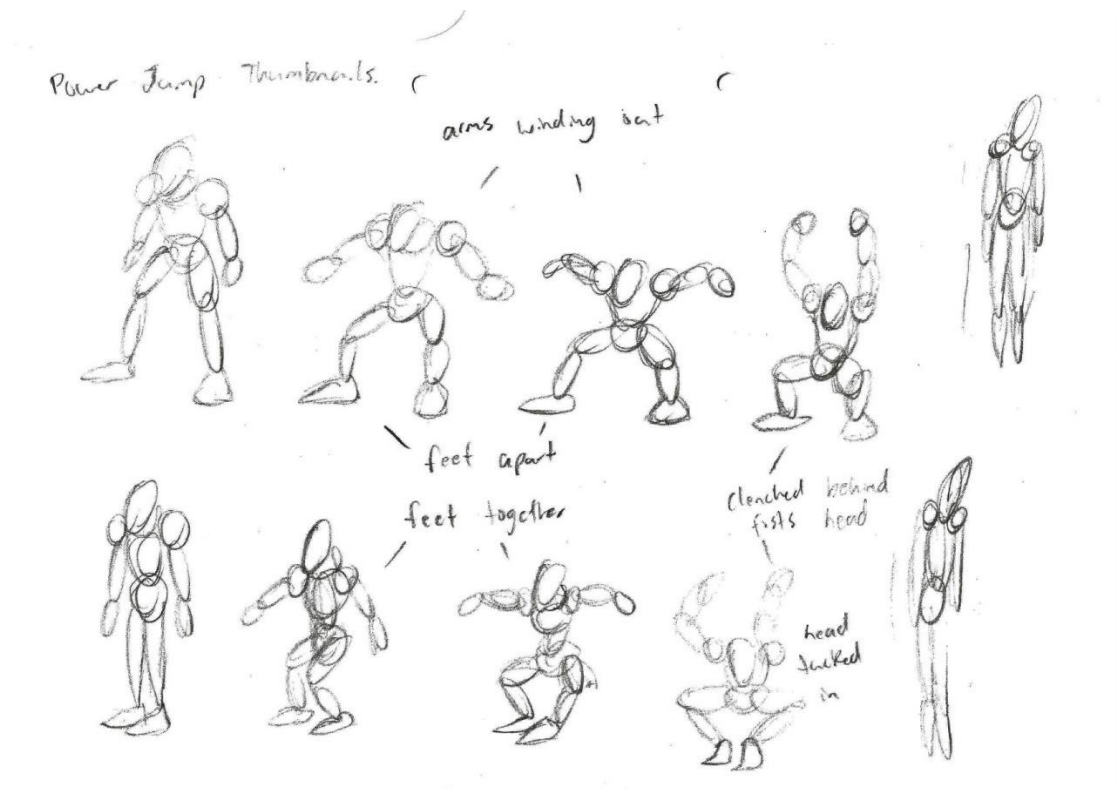 Power Jump Thumbnails.
arms winding out
feet apart
feet together
clenched behind
fists head
head
tucked
in